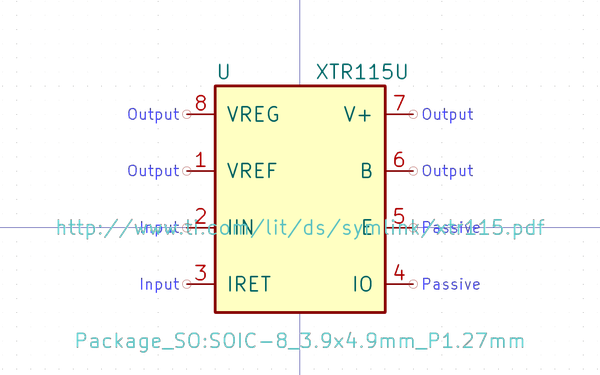 U XTR115U
Output 8 VREG V+ 7 Output
Output 1 VREF B 6 Output
Input 2 IIN E 5 Passive
http://www.ti.com/lit/ds/symlink/xtr115.pdf
Input 3 IRET IO 4 Passive
Package_SO:SOIC-8_3.9x4.9mm_P1.27mm